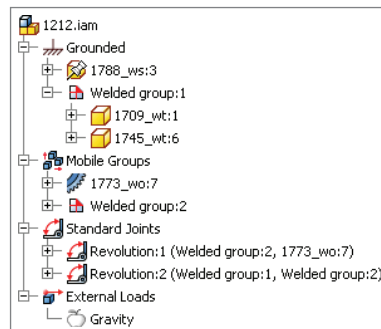 1212.iam
Grounded
1788_ws:3
Welded group:1
1709_wt:1
1745_wt:6
Mobile Groups
1773_wo:7
Welded group:2
Standard Joints
Revolution:1 (Welded group:2, 1773_wo:7)
Revolution:2 (Welded group:1, Welded group:2)
External Loads
Gravity